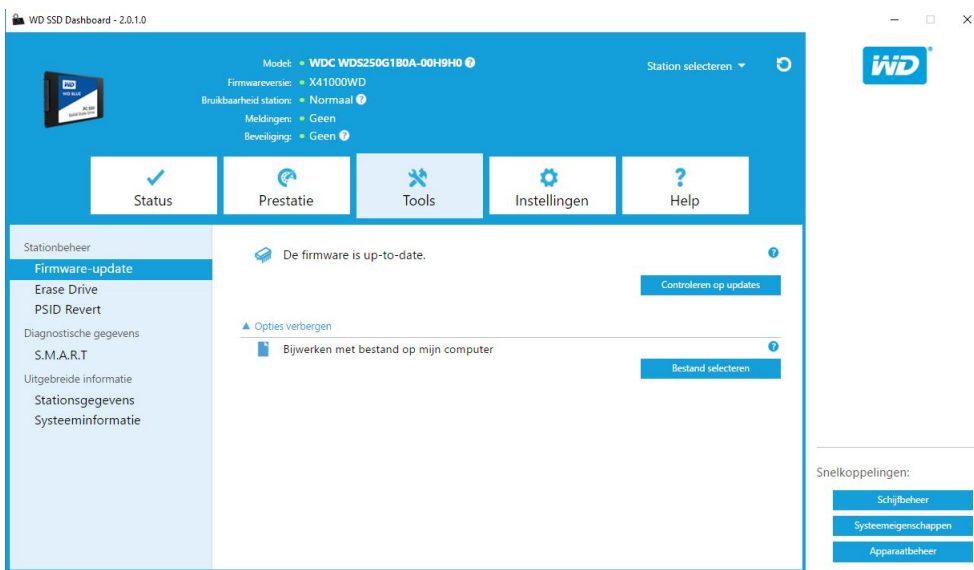 WD SSD Dashboard - 2.0.1.0
Model: WDC WDS250G1B0A-00H9H0
Firmwareversie: X41000WD
Bruikbaarheid station: Normaal
Meldingen: Geen
Beveiliging: Geen
Station selecteren
WD
WD
WD BLUE
Status
Prestatie
Tools
Instellingen
Help
Stationbeheer
Firmware-update
Erase Drive
PSID Revert
Diagnostische gegevens
S.M.A.R.T
Uitgebreide informatie
Stationsgegevens
Systeeminformatie
De firmware is up-to-date.
Controleren op updates
Opties verbergen
Bijwerken met bestand op mijn computer
Bestand selecteren
Snelkoppelingen:
Schijfbeheer
Systeemeigenschappen
Apparaatbeheer